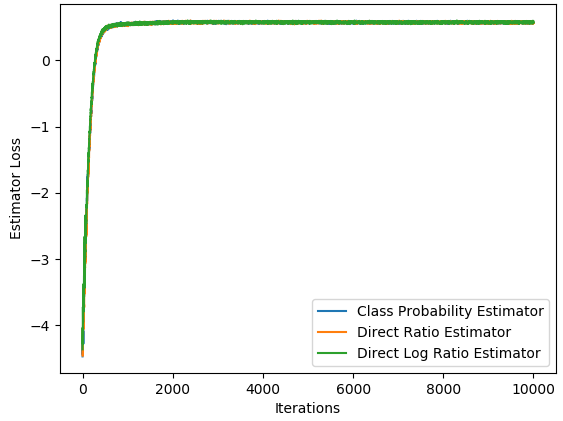 0
−1
−2
−3
−4
Estimator Loss
Class Probability Estimator
Direct Ratio Estimator
Direct Log Ratio Estimator
0 2000 4000 6000 8000 10000
Iterations